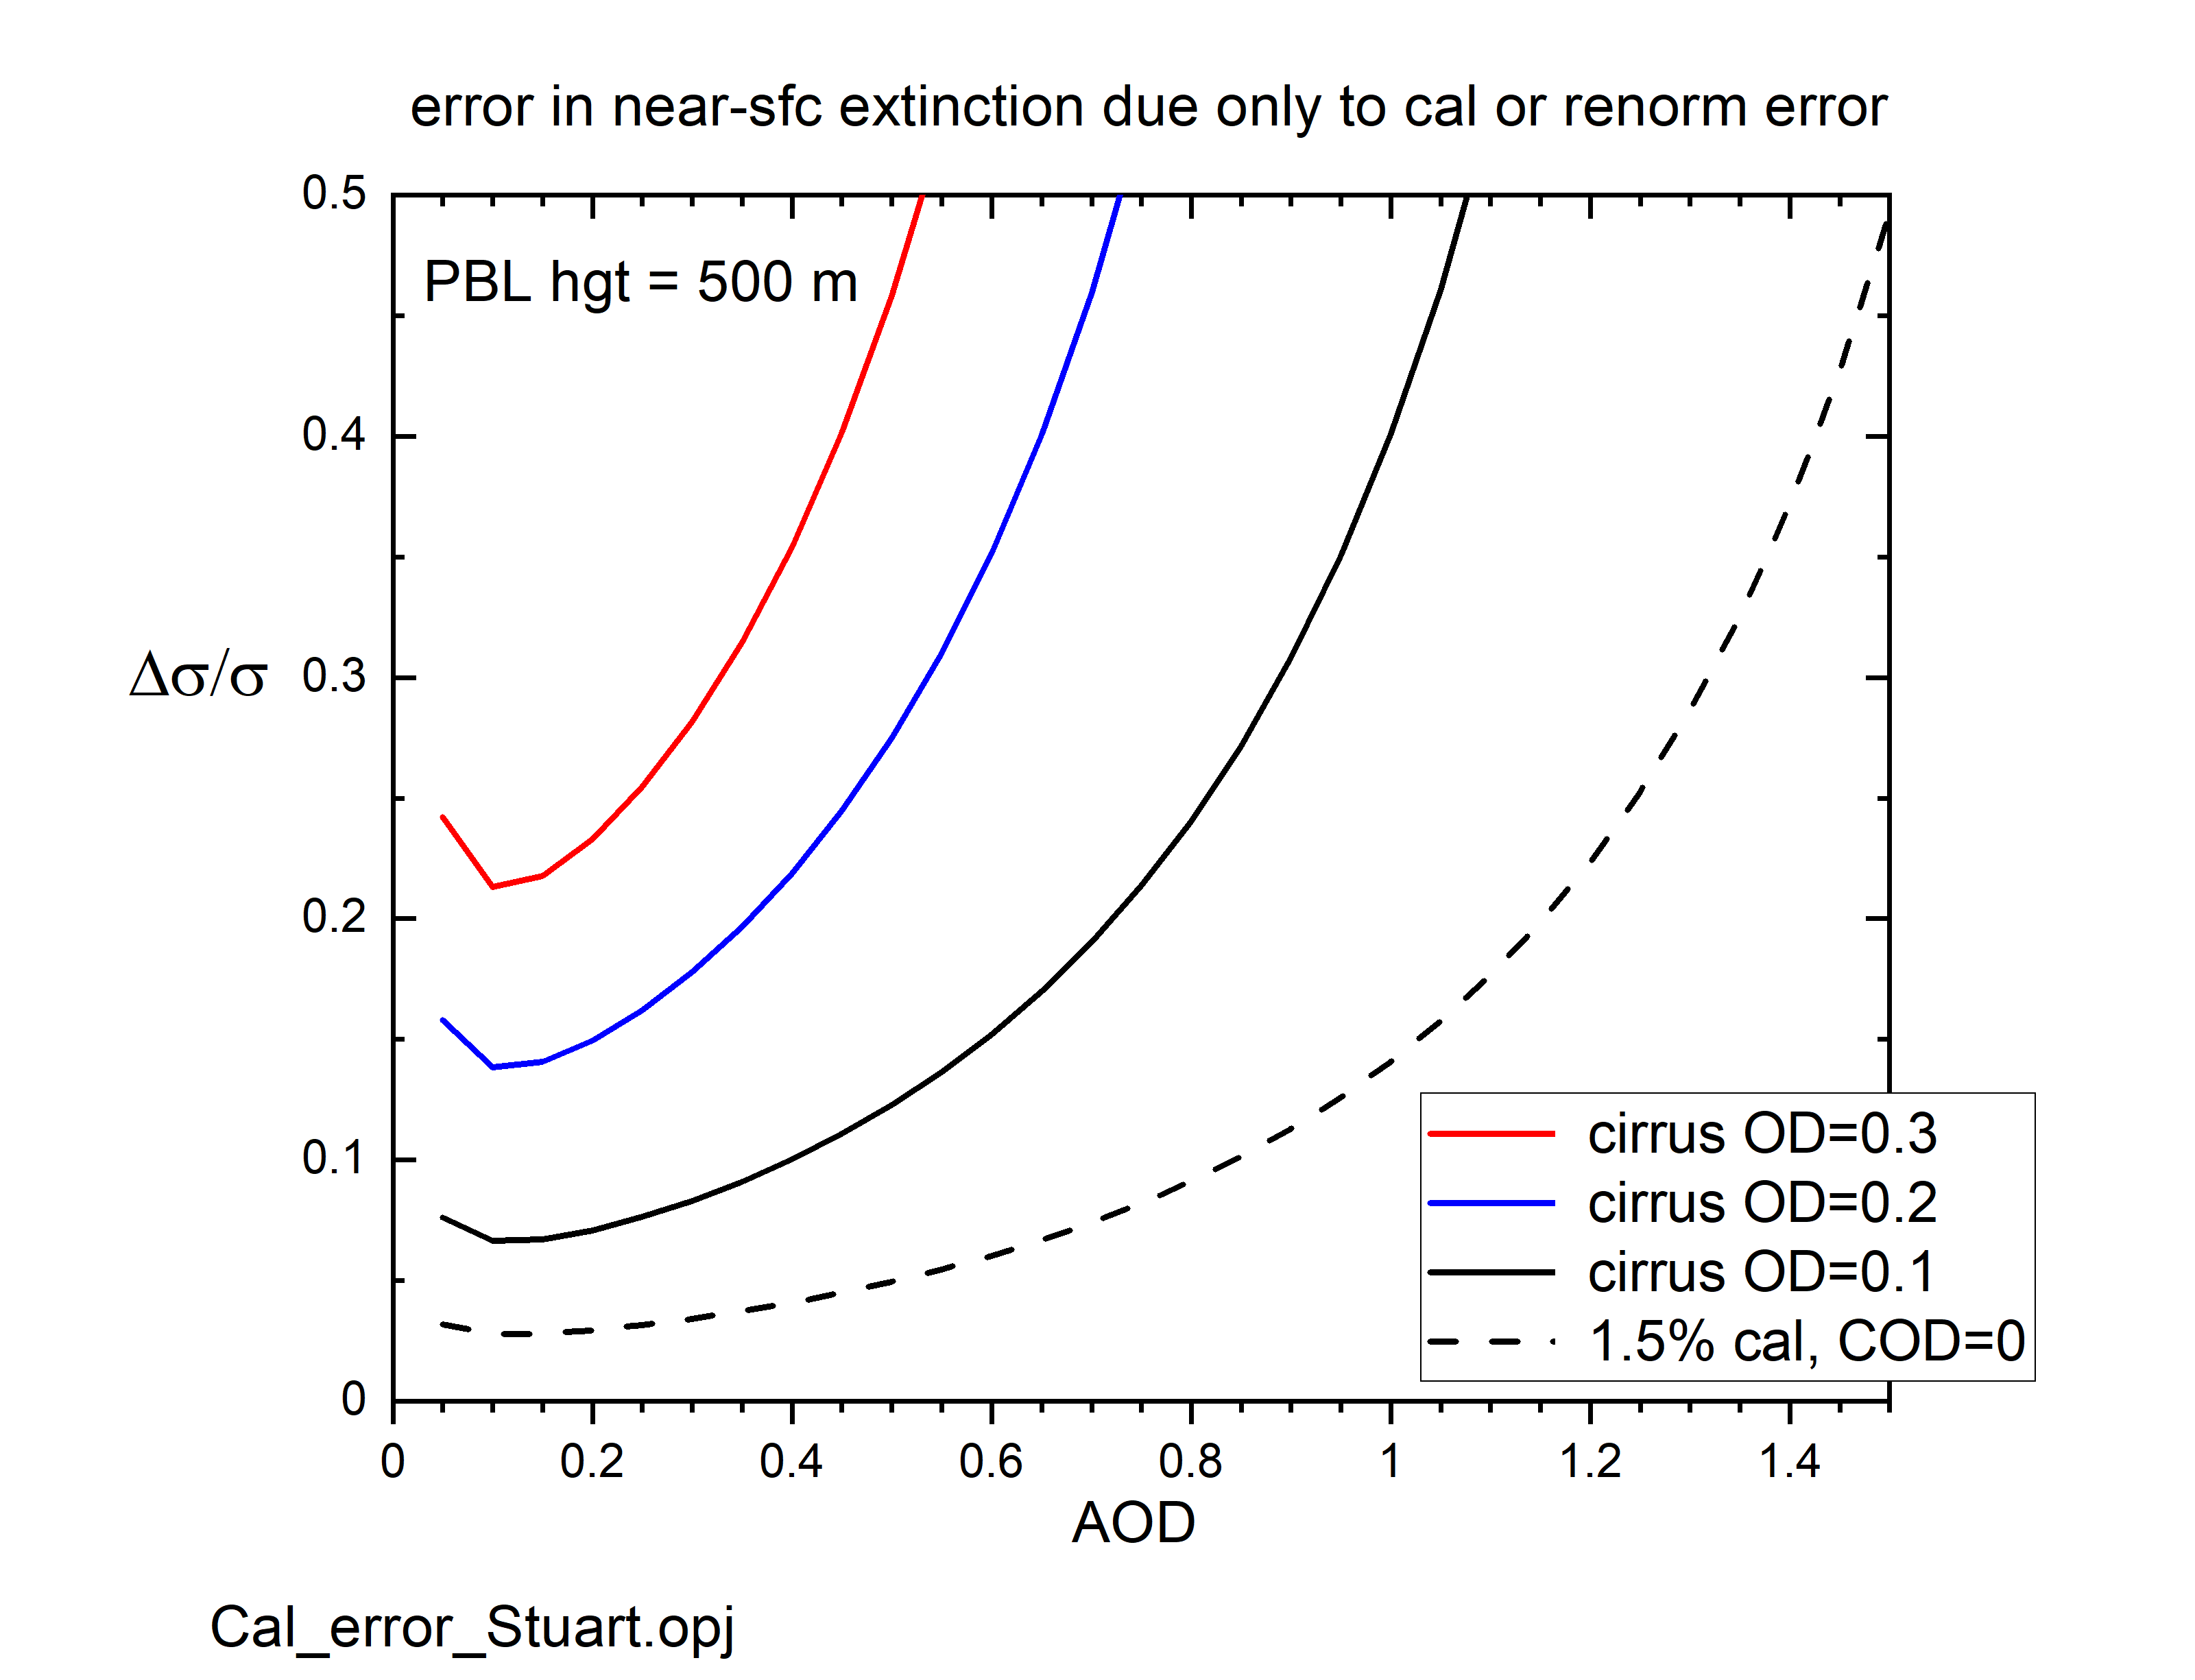 error in near-sfc extinction due only to cal or renorm error
0.5
PBL hgt = 500 m
0.4
Δσ/σ
0.3
0.2
0.1
0
cirrus OD=0.3
cirrus OD=0.2
cirrus OD=0.1
1.5% cal, COD=0
0 0.2 0.4 0.6 0.8 1 1.2 1.4
AOD
Cal_error_Stuart.opj